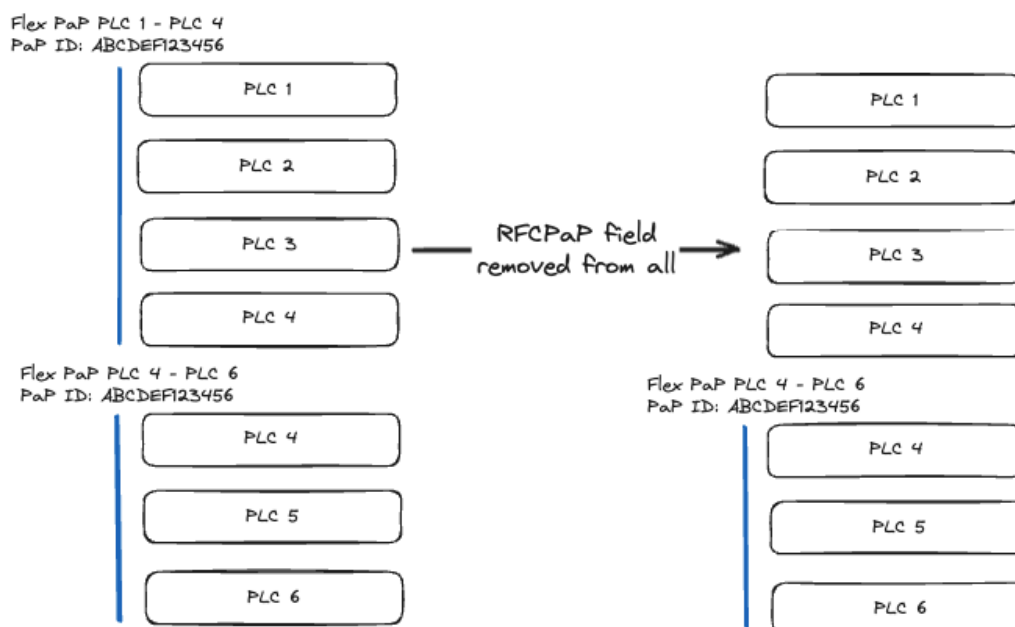 Flex PaP PLC 1 - PLC 4
PaP ID: ABCDEF123456
PLC 1
PLC 2
PLC 3
PLC 4
Flex PaP PLC 4 - PLC 6
PaP ID: ABCDEF123456
PLC 4
PLC 5
PLC 6
RFCPaP field
removed from all
PLC 1
PLC 2
PLC 3
PLC 4
Flex PaP PLC 4 - PLC 6
PaP ID: ABCDEF123456
PLC 4
PLC 5
PLC 6